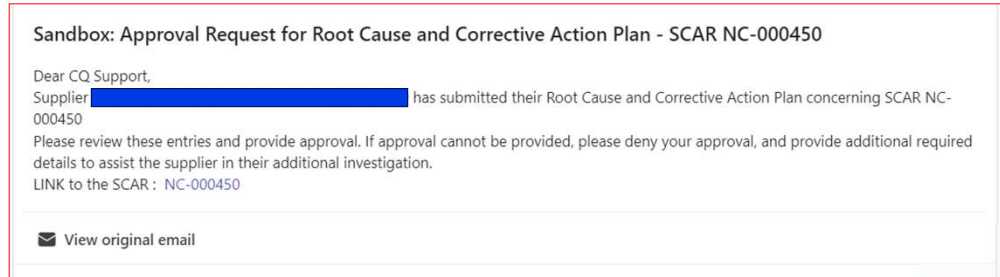 Sandbox: Approval Request for Root Cause and Corrective Action Plan - SCAR NC-000450
Dear CQ Support,
Supplier has submitted their Root Cause and Corrective Action Plan concerning SCAR NC-
000450
Please review these entries and provide approval. If approval cannot be provided, please deny your approval, and provide additional required
details to assist the supplier in their additional investigation.
LINK to the SCAR : NC-000450
View original email